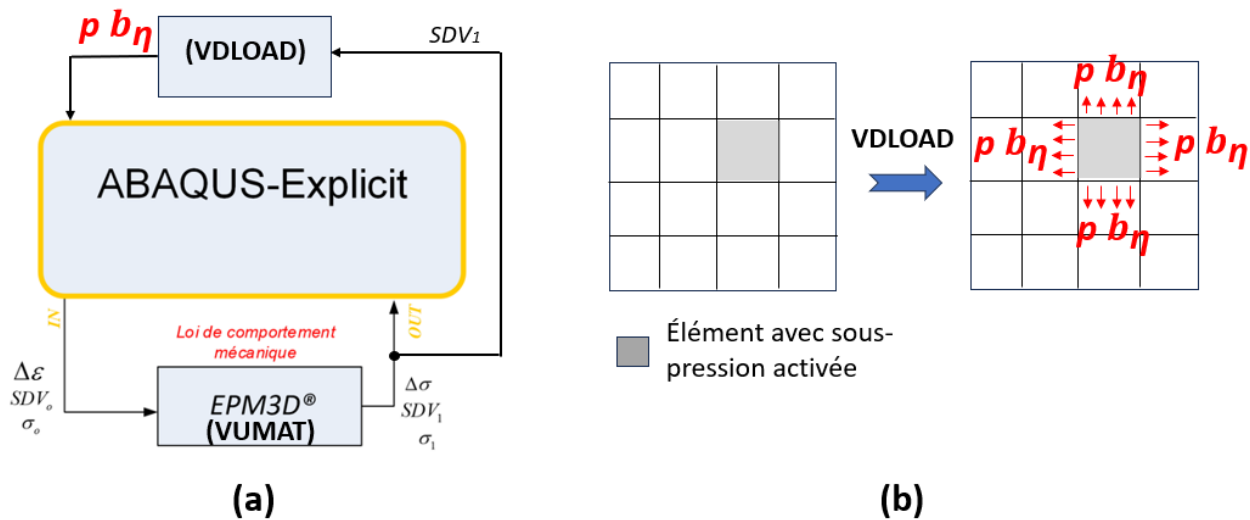 p bη
(VDLOAD)
SDV₁
ABAQUS-Explicit
IN
OUT
Loi de comportement
mécanique
Δε
SDVₒ
σₒ
EPM3D®
(VUMAT)
Δσ
SDV₁
σ₁
(a)
VDLOAD
p bη
p bη
p bη
p bη
Élément avec sous-
pression activée
(b)